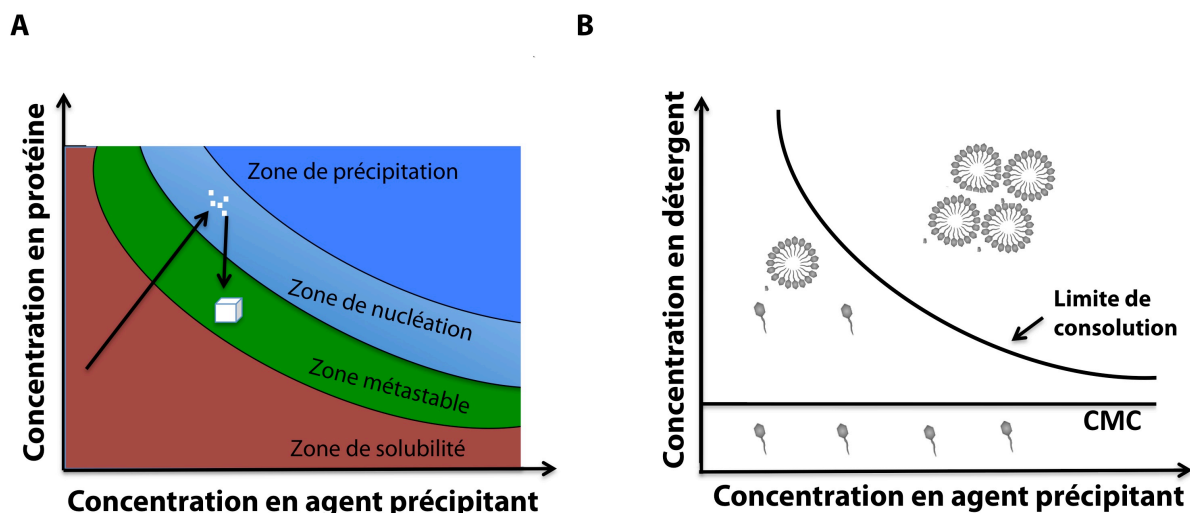 A
Concentration en protéine
Zone de précipitation
Zone de nucléation
Zone métastable
Zone de solubilité
Concentration en agent précipitant
B
Concentration en détergent
Limite de
consolution
CMC
Concentration en agent précipitant